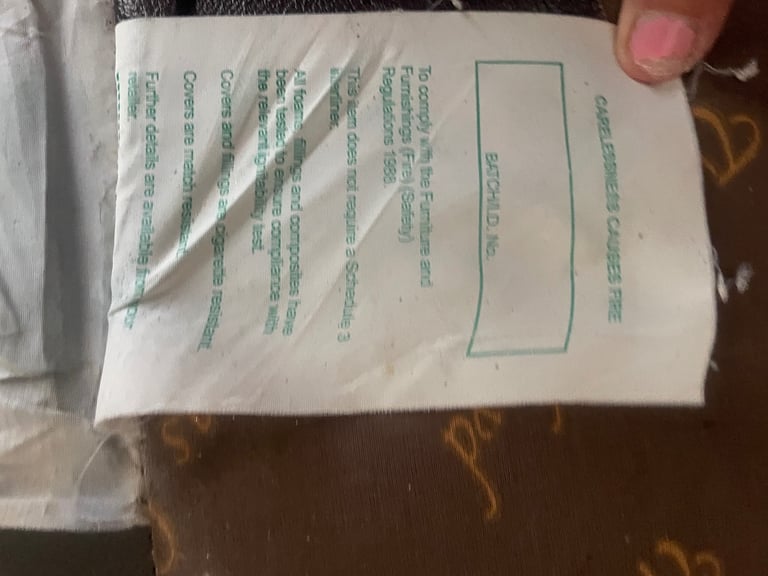 CARELESSNESS CAUSES FIRE
BATCH/I.D. No.
To comply with the Furniture and
Furnishings (Fire) (Safety)
Regulations 1988.
This item does not require a Schedule 3
interliner.
All foams, fillings and composites have
been tested to ensure compliance with
the relevant ignitability test.
Covers and fillings are cigarette resistant.
Covers are match resistant.
Further details are available from your
retailer.